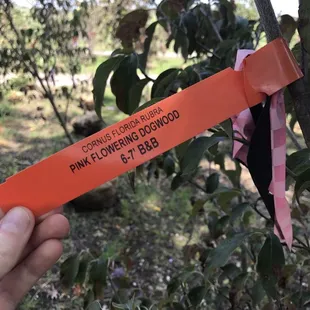 CORNUS FLORIDA RUBRA
PINK FLOWERING DOGWOOD
6-7' B&B